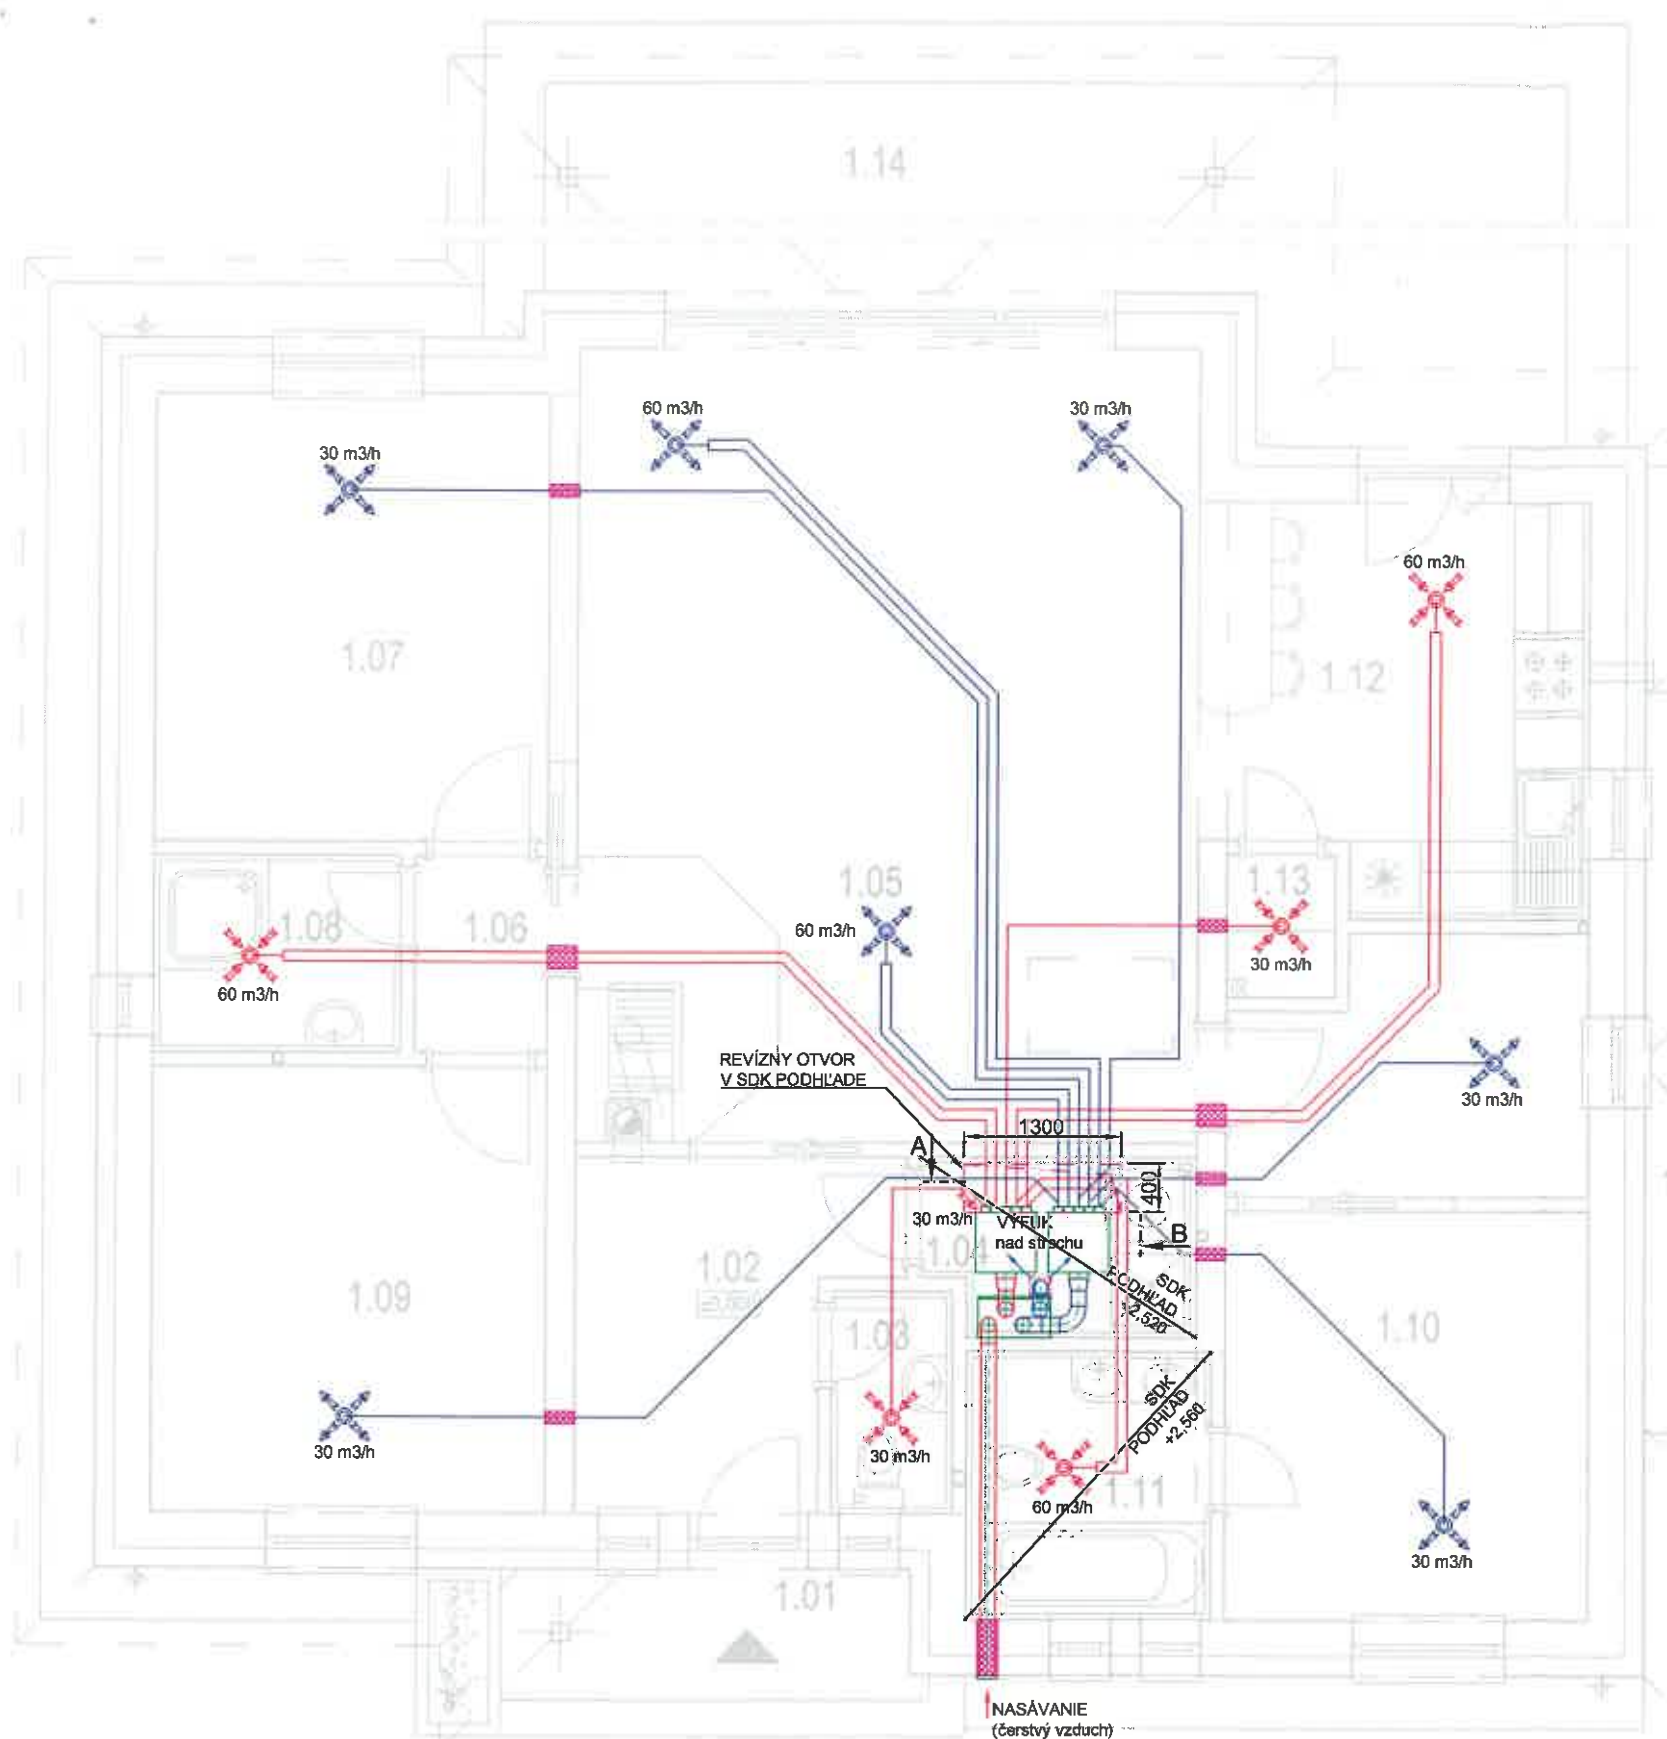 1.14
60 m3/h
30 m3/h
30 m3/h
60 m3/h
1.07
1.12
1.05
1.13
1.08
1.06
60 m3/h
30 m3/h
60 m3/h
REVÍZNY OTVOR
V SDK PODHĽADE
30 m3/h
1300
A
400
30 m3/h
VÝFUK
nad strechu
B
1.04
1.02
SDK
PODHĽAD
+2,520
1.09
1.03
1.10
SDK
PODHĽAD
+2,560
30 m3/h
30 m3/h
1.11
60 m3/h
30 m3/h
1.01
NASÁVANIE
(čerstvý vzduch)